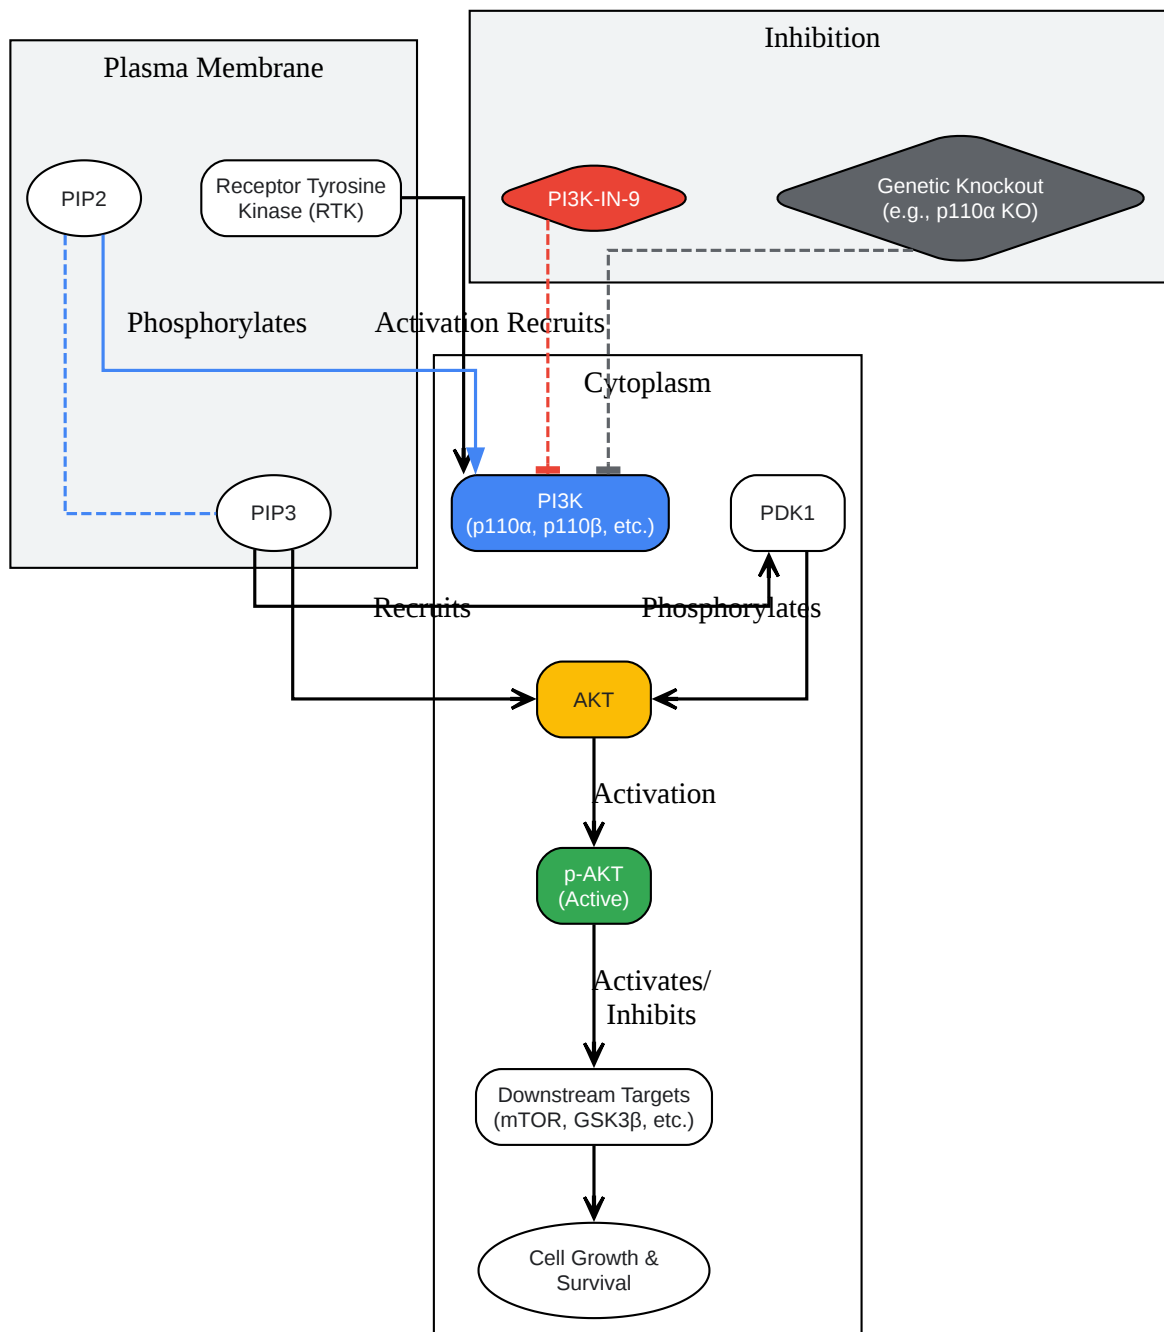 Inhibition
Plasma Membrane
PIP2
Receptor Tyrosine
Kinase (RTK)
PI3K-IN-9
Genetic Knockout
(e.g., p110α KO)
Phosphorylates
Activation
Recruits
Cytoplasm
PIP3
PI3K
(p110α, p110β, etc.)
PDK1
Recruits
Phosphorylates
AKT
Activation
p-AKT
(Active)
Activates/
Inhibits
Downstream Targets
(mTOR, GSK3β, etc.)
Cell Growth &
Survival